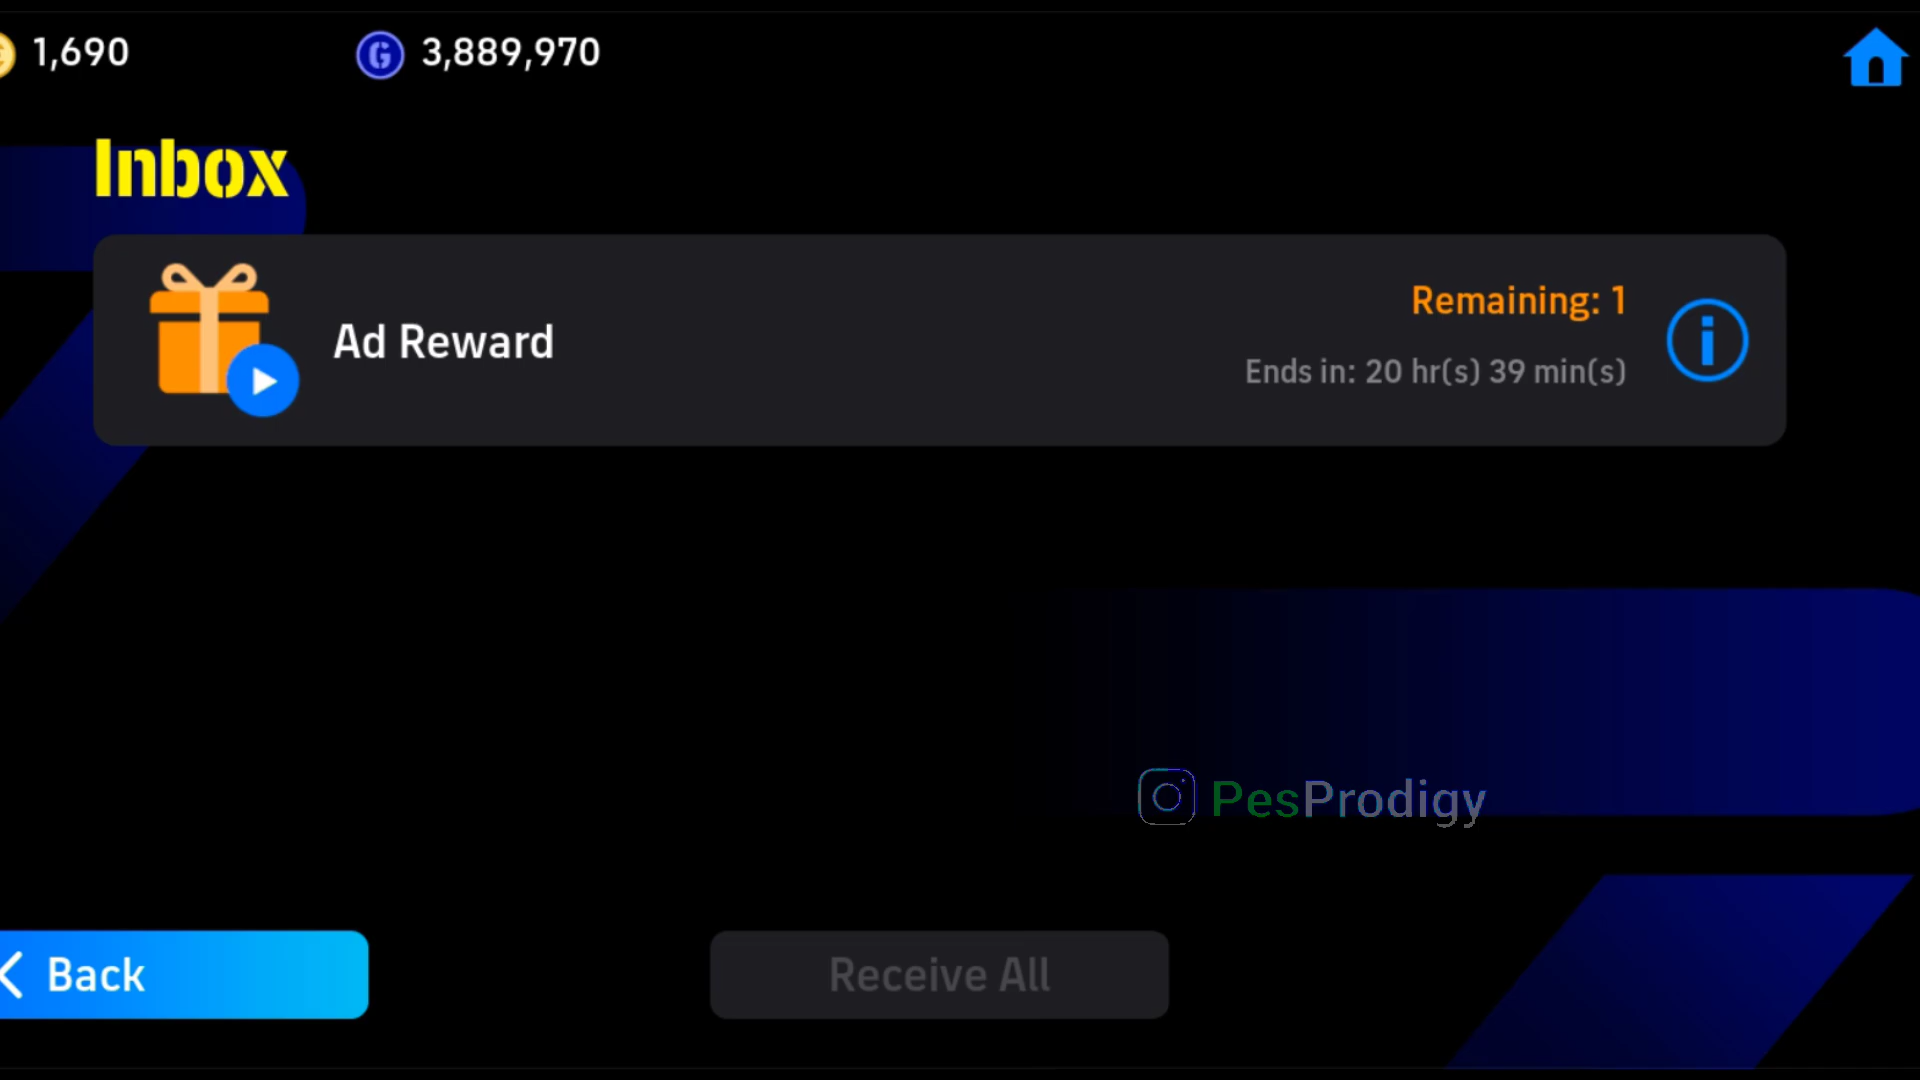 1,690
3,889,970
Inbox
Ad Reward
Remaining: 1
Ends in: 20 hr(s) 39 min(s)
PesProdigy
Back
Receive All